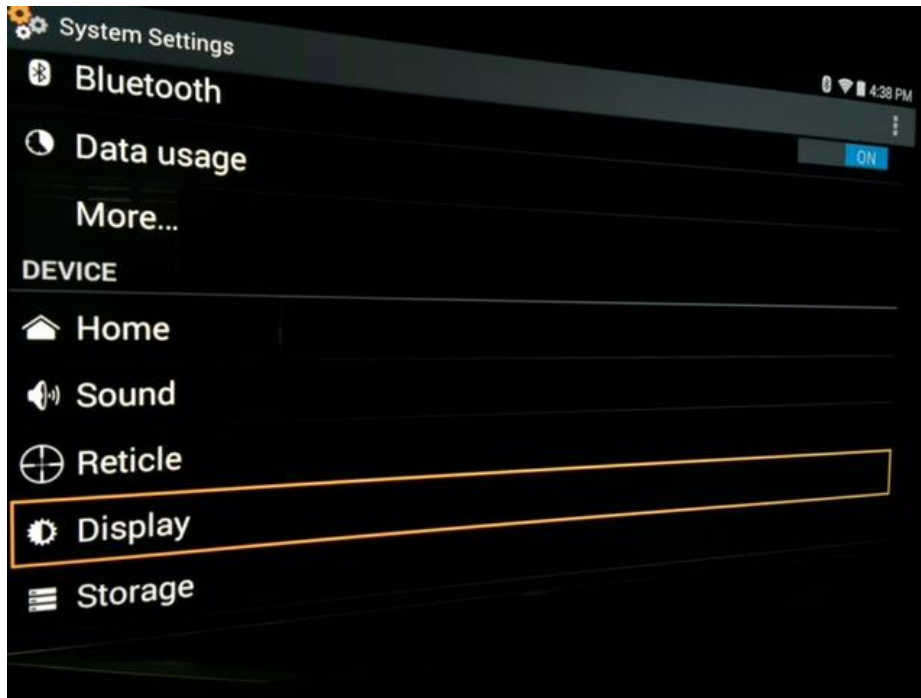 System Settings
4:38 PM
Bluetooth
ON
Data usage
More...
DEVICE
Home
Sound
Reticle
Display
Storage